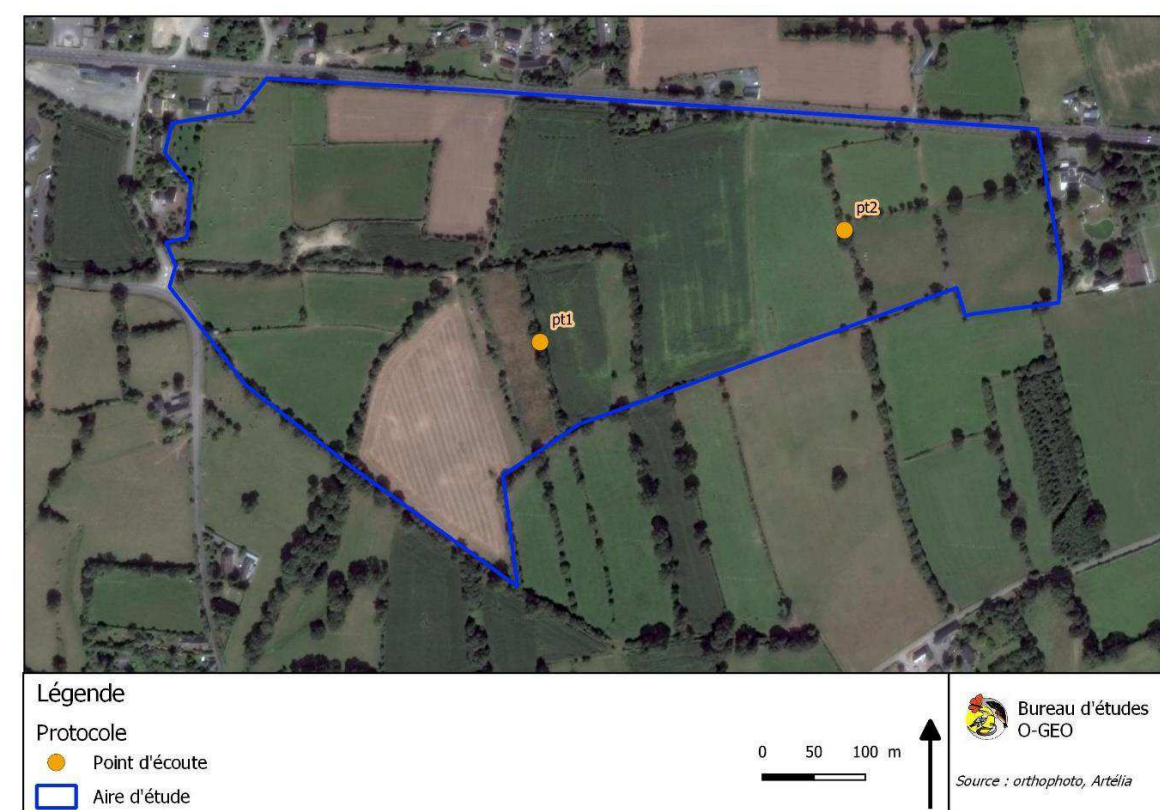 pt2
pt1
Légende
Protocole
Point d'écoute
Aire d'étude
0 50 100 m
Bureau d'études
O-GEO
Source : orthophoto, Artélia